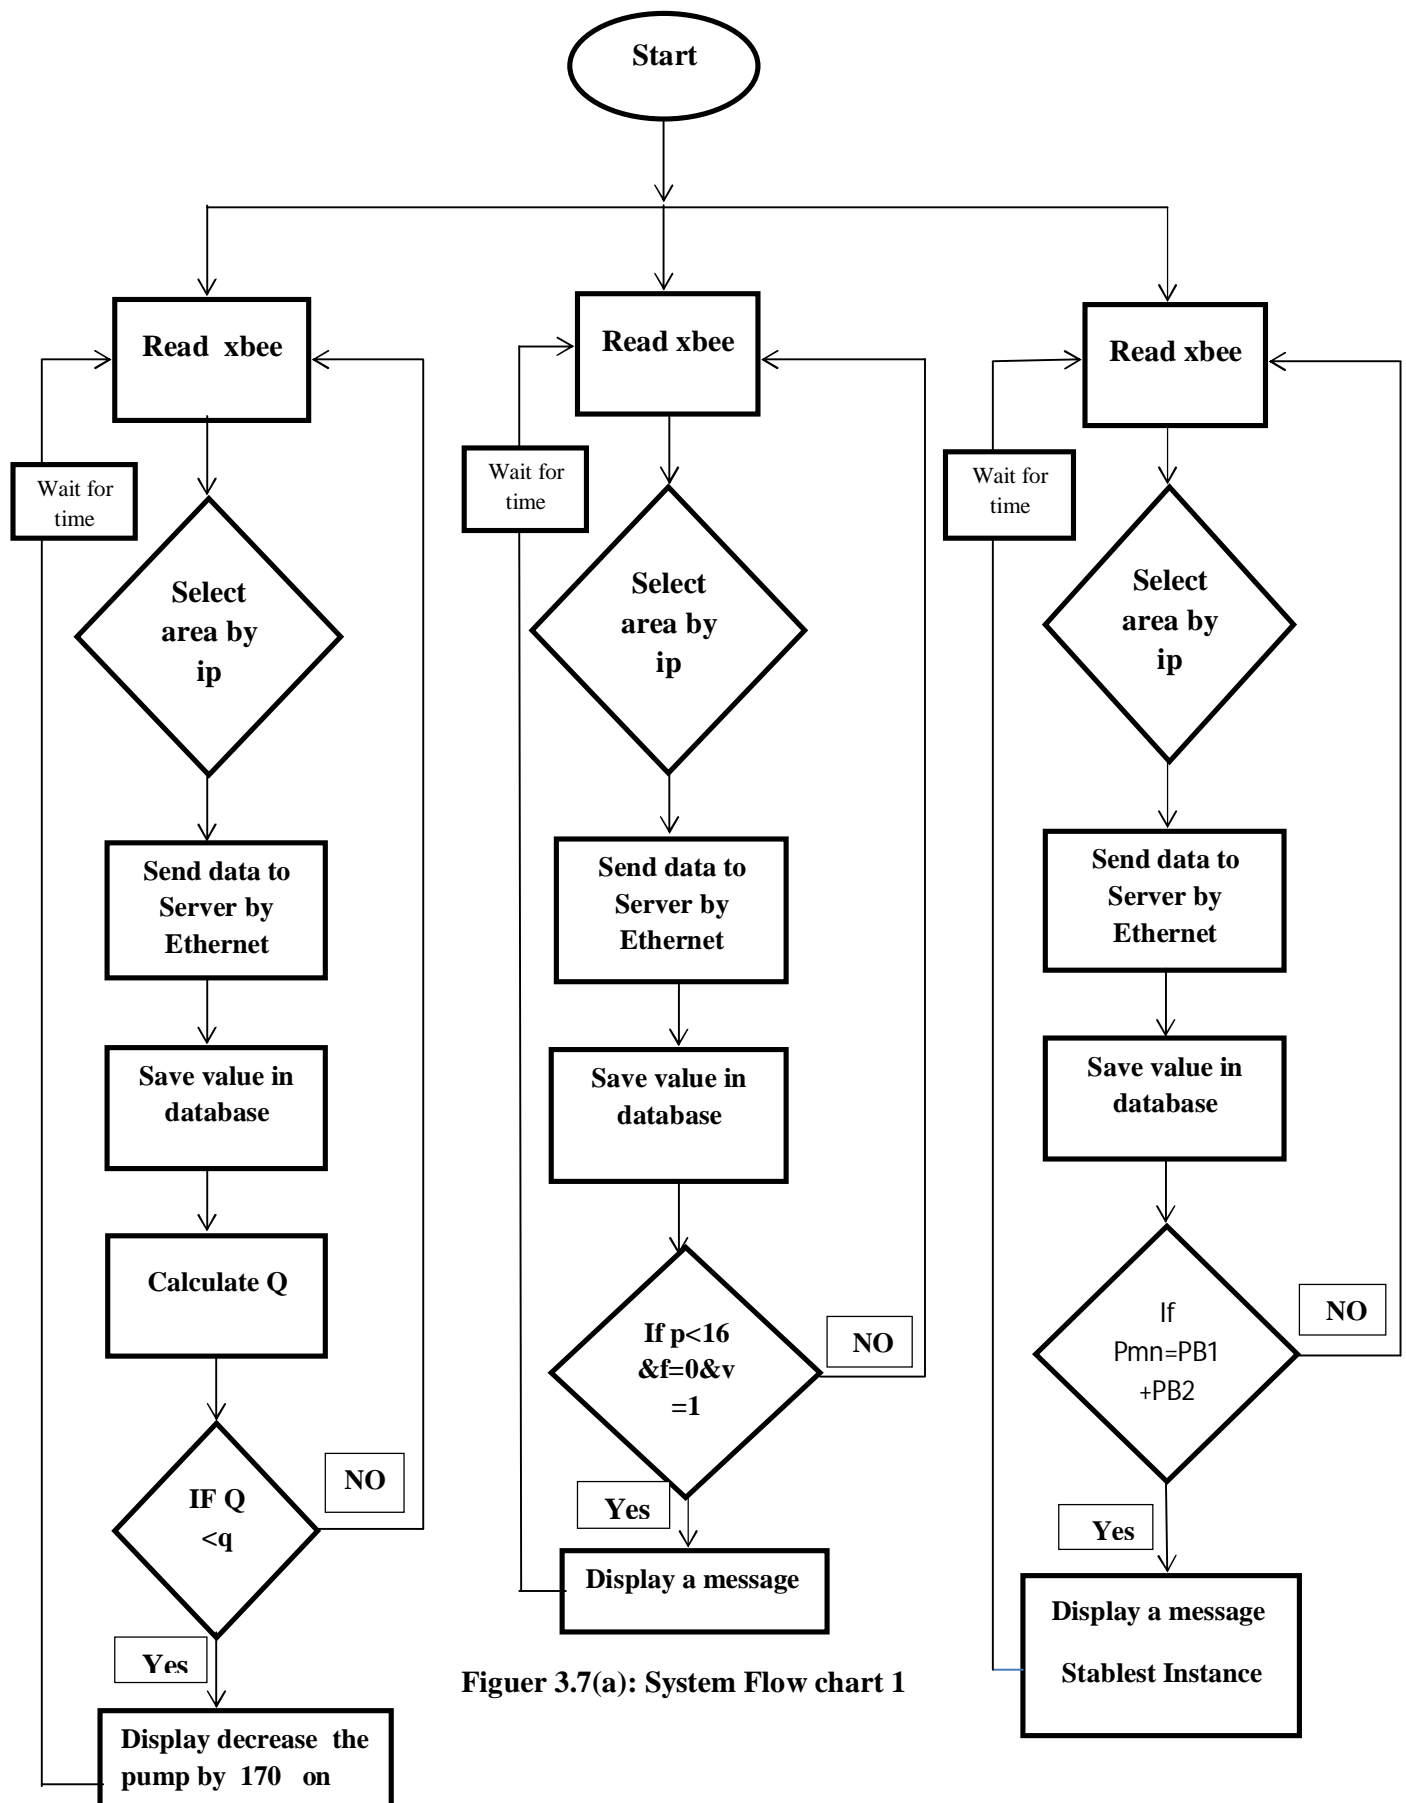 Start
Read xbee
Wait for
time
Select
area by
ip
Send data to
Server by
Ethernet
Save value in
database
Calculate Q
IF Q
<q
NO
Yes
Display decrease the
pump by 170 on
Read xbee
Wait for
time
Select
area by
ip
Send data to
Server by
Ethernet
Save value in
database
If p<16
&f=0&v
=1
NO
Yes
Display a message
Read xbee
Wait for
time
Select
area by
ip
Send data to
Server by
Ethernet
Save value in
database
If
Pmn=PB1
+PB2
NO
Yes
Display a message
Stablest Instance
Figuer 3.7(a): System Flow chart 1